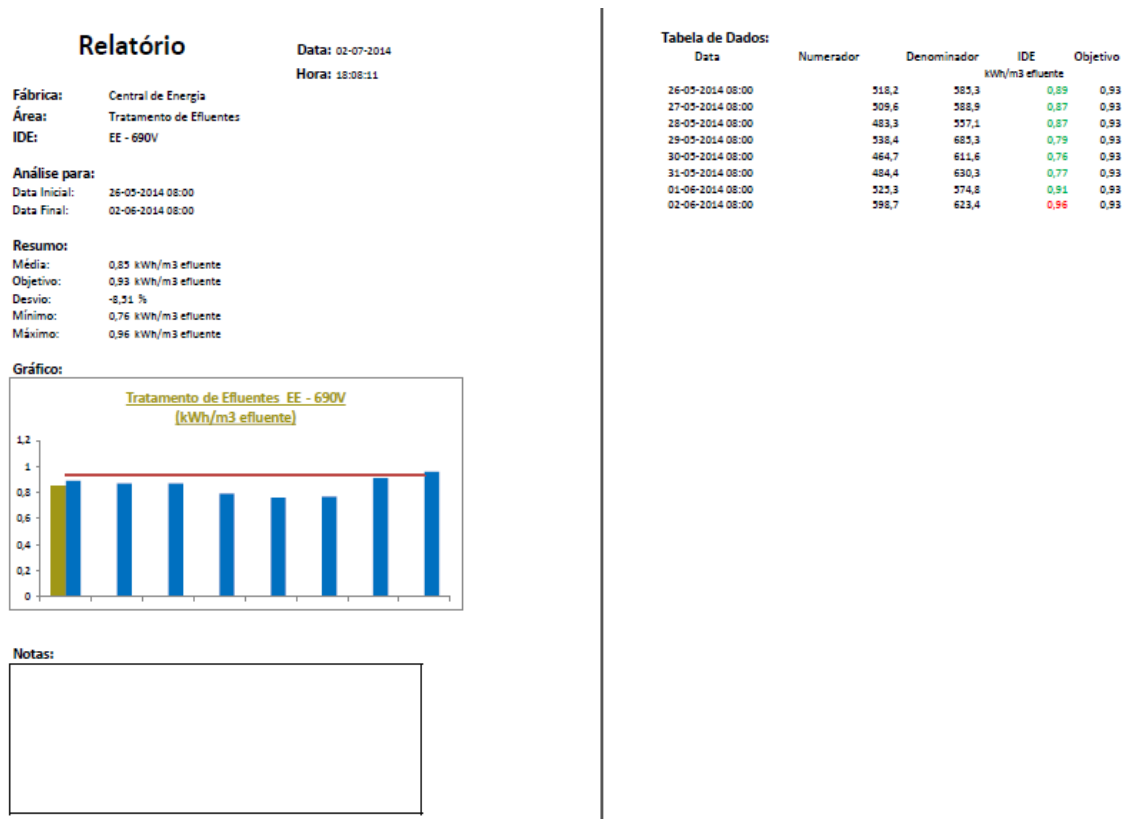 Relatório
Data: 02-07-2014
Hora: 18:08:11
Fábrica: Central de Energia
Área: Tratamento de Efluentes
IDE: EE - 690V
Análise para:
Data Inicial: 26-05-2014 08:00
Data Final: 02-06-2014 08:00
Resumo:
Média: 0,85 kWh/m3 efluente
Objetivo: 0,93 kWh/m3 efluente
Desvio: -8,51 %
Mínimo: 0,76 kWh/m3 efluente
Máximo: 0,96 kWh/m3 efluente
Gráfico:
Tratamento de Efluentes EE - 690V
(kWh/m3 efluente)
1,2
1
0,8
0,6
0,4
0,2
0
Notas:
Tabela de Dados:
Data Numerador Denominador IDE Objetivo
kWh/m3 efluente
26-05-2014 08:00 518,2 585,3 0,89 0,93
27-05-2014 08:00 509,6 588,9 0,87 0,93
28-05-2014 08:00 483,3 557,1 0,87 0,93
29-05-2014 08:00 538,4 685,3 0,79 0,93
30-05-2014 08:00 464,7 611,6 0,76 0,93
31-05-2014 08:00 484,4 630,3 0,77 0,93
01-06-2014 08:00 525,3 574,8 0,91 0,93
02-06-2014 08:00 598,7 623,4 0,96 0,93